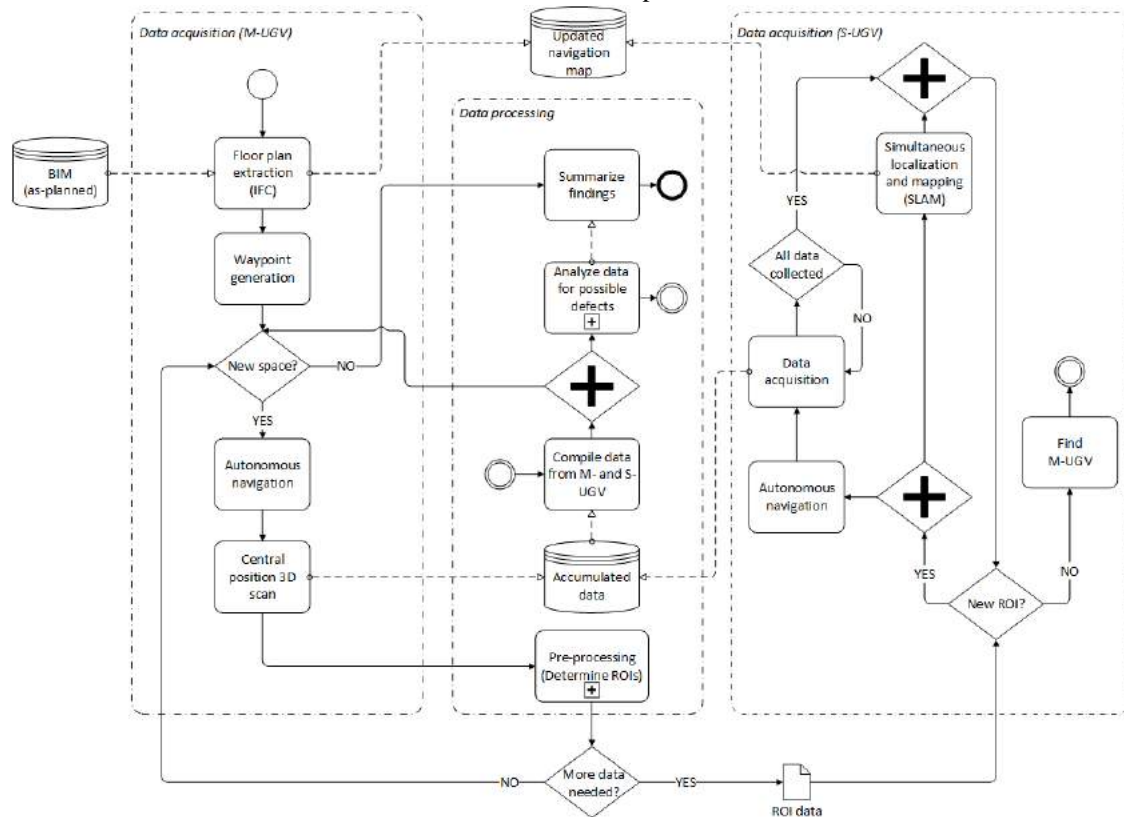 Data acquisition (M-UGV)
Updated
navigation
map
Data acquisition (S-UGV)
Data processing
BIM
(as-planned)
Floor plan
extraction
(IFC)
Summarize
findings
Simultaneous
localization
and mapping
(SLAM)
YES
Waypoint
generation
Analyze data
for possible
defects
All data
collected
NO
New space?
NO
Data
acquisition
YES
Autonomous
navigation
Compile data
from M- and S-
UGV
Autonomous
navigation
Find
M-UGV
Central
position 3D
scan
Accumulated
data
YES
NO
New ROI?
Pre-processing
(Determine ROIs)
NO
More data
needed?
YES
ROI data